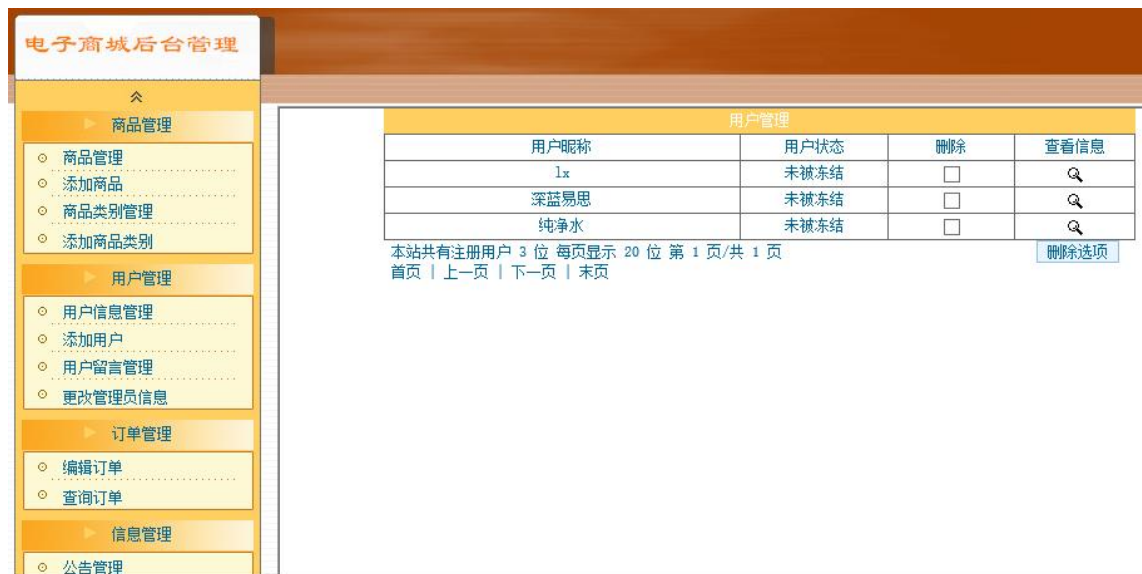 电子商城后台管理
商品管理
商品管理
添加商品
商品类别管理
添加商品类别
用户管理
用户信息管理
添加用户
用户留言管理
更改管理员信息
订单管理
编辑订单
查询订单
信息管理
公告管理
用户管理
用户昵称 用户状态 删除 查看信息
lx 未被冻结
深蓝易思 未被冻结
纯净水 未被冻结
本站共有注册用户 3 位 每页显示 20 位 第 1 页/共 1 页 删除选项
首页 | 上一页 | 下一页 | 末页